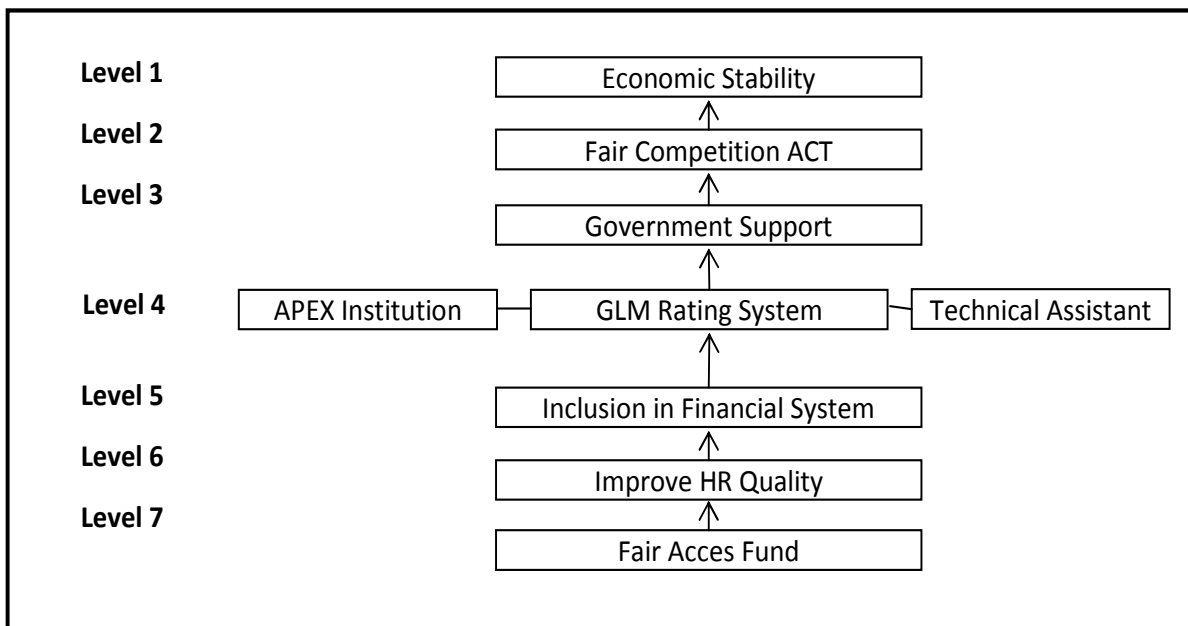 Level 1
Economic Stability
Level 2
Fair Competition ACT
Level 3
Government Support
Level 4
APEX Institution
GLM Rating System
Technical Assistant
Level 5
Inclusion in Financial System
Level 6
Improve HR Quality
Level 7
Fair Acces Fund